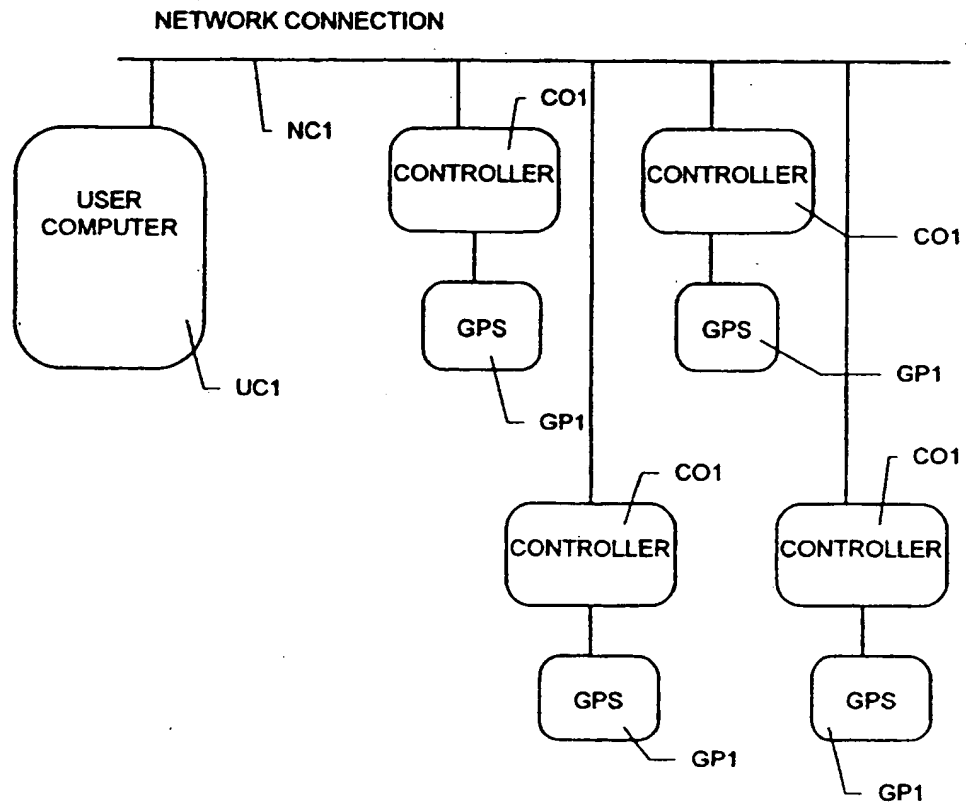 NETWORK CONNECTION
CO1
NC1
CONTROLLER
CONTROLLER
USER
COMPUTER
CO1
GPS
GPS
UC1
GP1
GP1
CO1
CO1
CONTROLLER
CONTROLLER
GPS
GPS
GP1
GP1